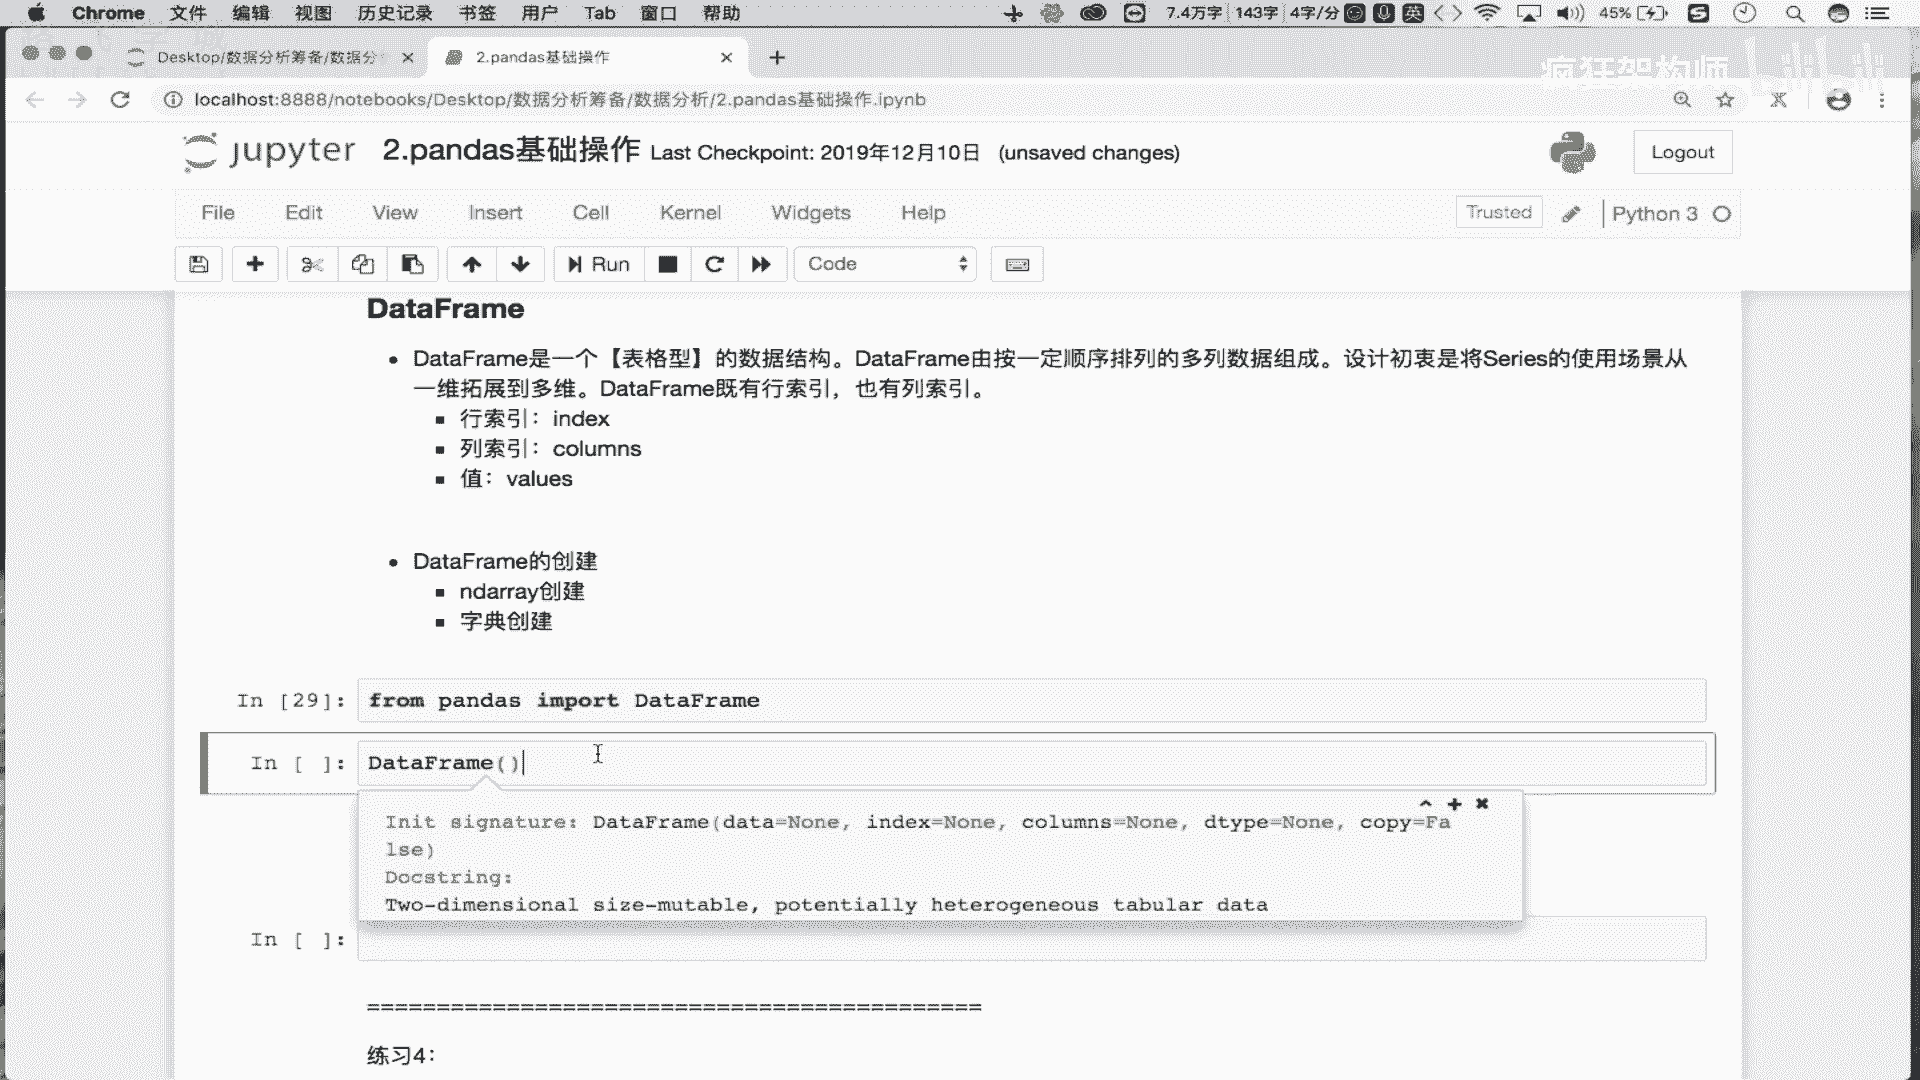 Chrome 文件 编辑 视图 历史记录 书签 用户 Tab 窗口 帮助 7.4万字 143字 4字/分 英 45%
Desktop/数据分析筹备/数据分 2.pandas基础操作
疯狂架构师 bilibili
localhost:8888/notebooks/Desktop/数据分析筹备/数据分析/2.pandas基础操作.ipynb
jupyter 2.pandas基础操作 Last Checkpoint: 2019年12月10日 (unsaved changes) Logout
File Edit View Insert Cell Kernel Widgets Help Trusted Python 3
Run Code
DataFrame
DataFrame是一个【表格型】的数据结构。DataFrame由按一定顺序排列的多列数据组成。设计初衷是将Series的使用场景从
一维拓展到多维。DataFrame既有行索引，也有列索引。
行索引：index
列索引：columns
值：values
DataFrame的创建
ndarray创建
字典创建
In [29]: from pandas import DataFrame
In [ ]: DataFrame()
Init signature: DataFrame(data=None, index=None, columns=None, dtype=None, copy=Fa
lse)
Docstring:
Two-dimensional size-mutable, potentially heterogeneous tabular data
In [ ]:
============================================
练习4：